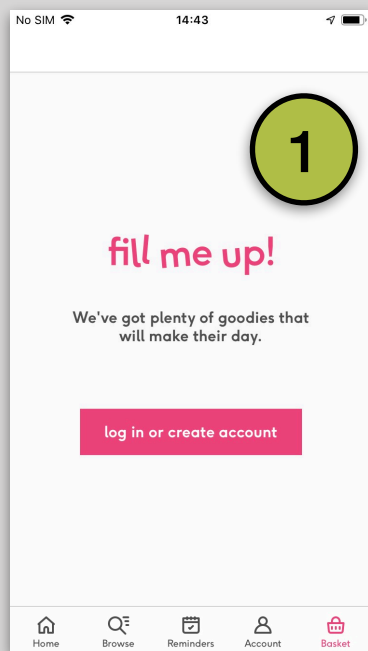 No SIM 14:43
1
fill me up!
We've got plenty of goodies that
will make their day.
log in or create account
Home Browse Reminders Account Basket